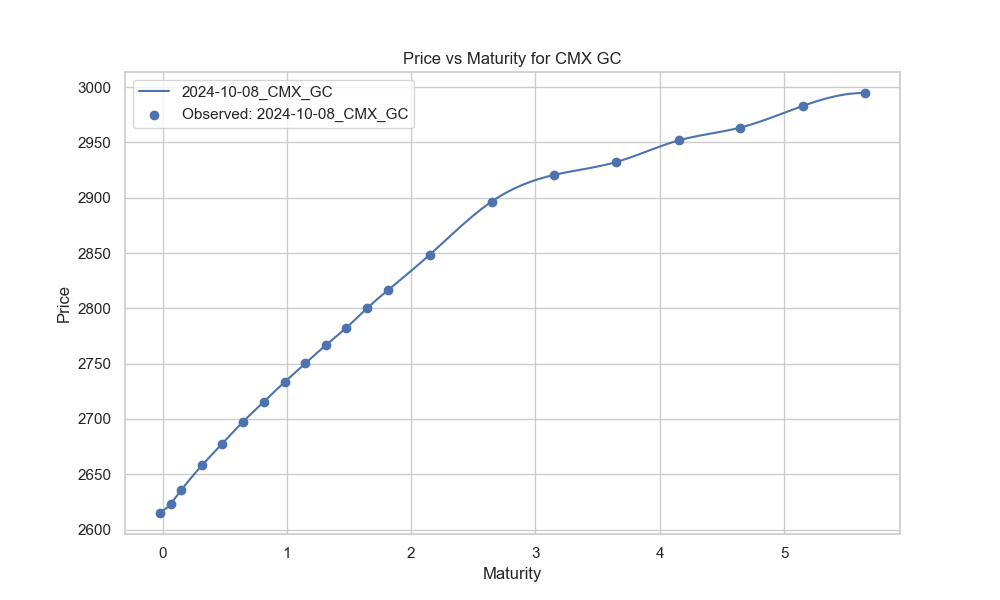 Price vs Maturity for CMX GC
2024-10-08_CMX_GC
Observed: 2024-10-08_CMX_GC
3000
2950
2900
2850
2800
2750
2700
2650
2600
Price
0 1 2 3 4 5
Maturity